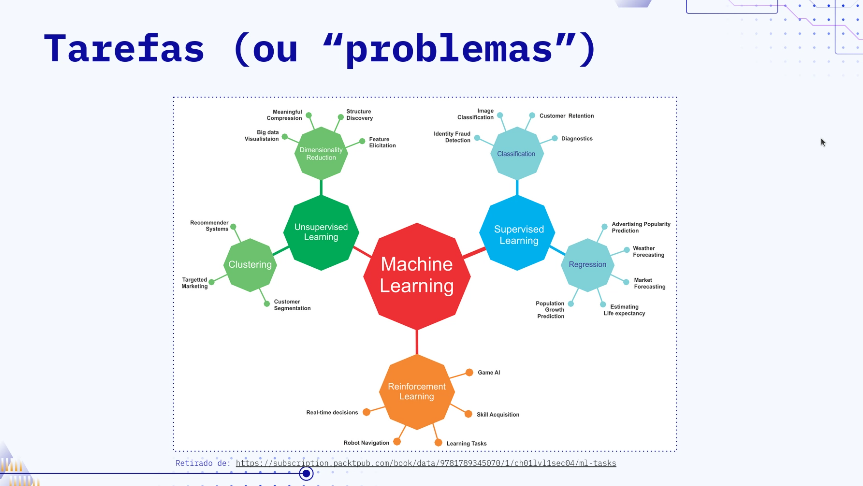 Tarefas (ou “problemas”)
Meaningful
Compression
Structure
Discovery
Big data
Visualistaion
Feature
Elicitation
Dimensionality
Reduction
Image
Classification
Customer Retention
Identity Fraud
Detection
Diagnostics
Classification
Recommender
Systems
Unsupervised
Learning
Supervised
Learning
Advertising Popularity
Prediction
Weather
Forecasting
Clustering
Machine
Learning
Regression
Targetted
Marketing
Market
Forecasting
Customer
Segmentation
Population
Growth
Prediction
Estimating
Life expectancy
Reinforcement
Learning
Game AI
Real-time decisions
Skill Acquisition
Robot Navigation
Learning Tasks
Retirado de: https://subscription.packtpub.com/book/data/9781789345070/1/ch01lvl1sec04/ml-tasks